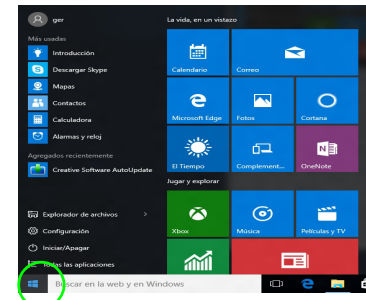 ger
Más usadas
Introducción
Descargar Skype
Mapas
Contactos
Calculadora
Alarmas y reloj
Agregados recientemente
Creative Software AutoUpdate
Explorador de archivos
Configuración
Iniciar/Apagar
Todas las aplicaciones
La vida, en un vistazo
Calendario
Correo
Microsoft Edge
Fotos
Cortana
El Tiempo
Complement...
OneNote
Jugar y explorar
Xbox
Música
Películas y TV
Buscar en la web y en Windows